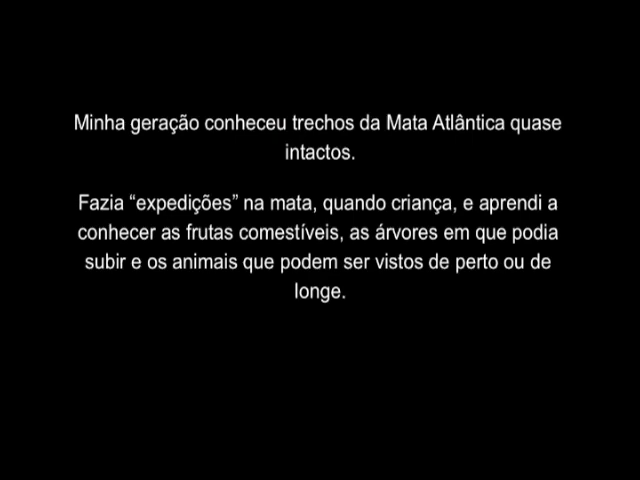 Minha geração conheceu trechos da Mata Atlântica quase
intactos.
Fazia “expedições” na mata, quando criança, e aprendi a
conhecer as frutas comestíveis, as árvores em que podia
subir e os animais que podem ser vistos de perto ou de
longe.